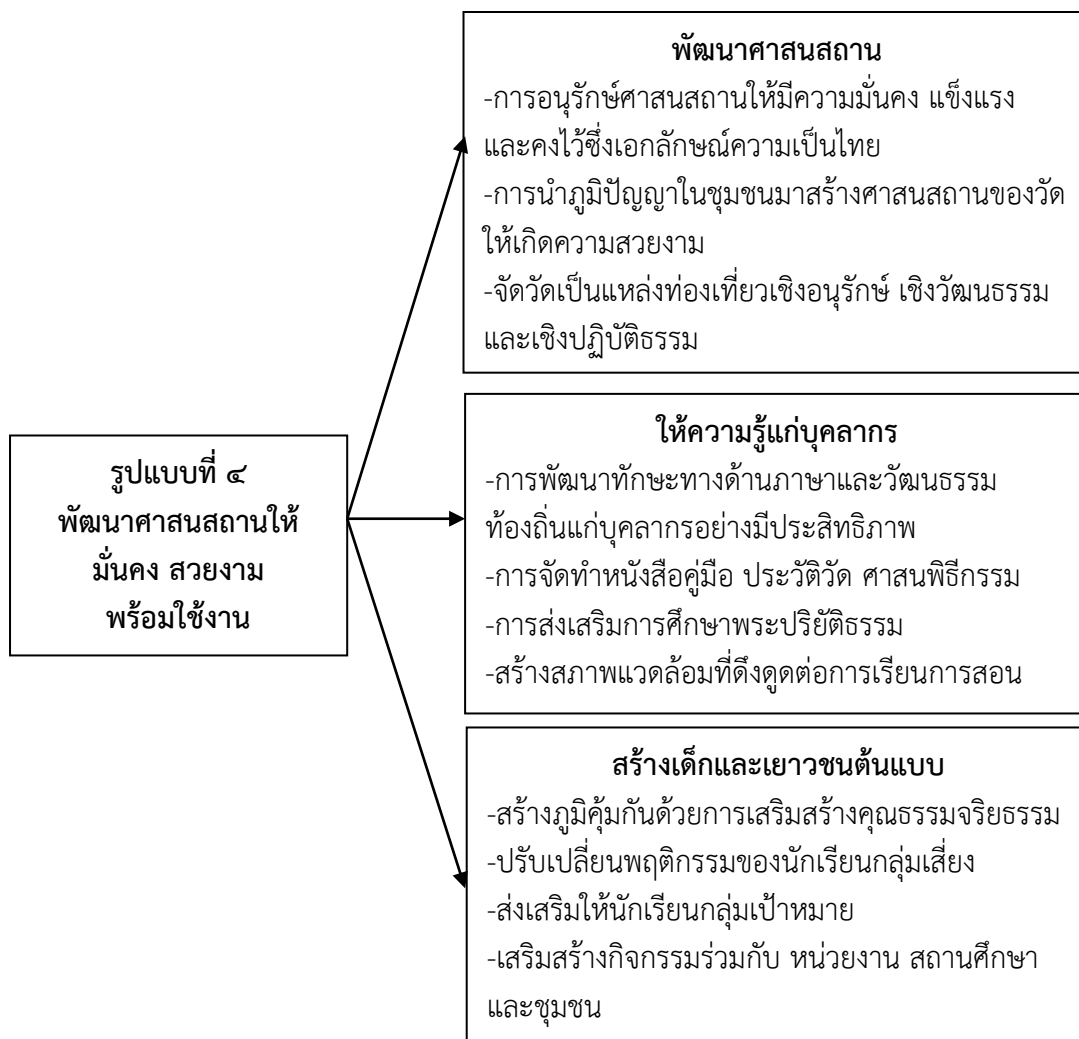 พัฒนาศาสนสถาน
-การอนุรักษ์ศาสนสถานให้มีความมั่นคง แข็งแรง
และคงไว้ซึ่งเอกลักษณ์ความเป็นไทย
-การนำภูมิปัญญาในชุมชนมาสร้างศาสนสถานของวัด
ให้เกิดความสวยงาม
-จัดวัดเป็นแหล่งท่องเที่ยวเชิงอนุรักษ์ เชิงวัฒนธรรม
และเชิงปฏิบัติธรรม
รูปแบบที่ ๔
พัฒนาศาสนสถานให้
มั่นคง สวยงาม
พร้อมใช้งาน
ให้ความรู้แก่บุคลากร
-การพัฒนาทักษะทางด้านภาษาและวัฒนธรรม
ท้องถิ่นแก่บุคลากรอย่างมีประสิทธิภาพ
-การจัดทำหนังสือคู่มือ ประวัติวัด ศาสนพิธีกรรม
-การส่งเสริมการศึกษาพระปริยัติธรรม
-สร้างสภาพแวดล้อมที่ดึงดูดต่อการเรียนการสอน
สร้างเด็กและเยาวชนต้นแบบ
-สร้างภูมิคุ้มกันด้วยการเสริมสร้างคุณธรรมจริยธรรม
-ปรับเปลี่ยนพฤติกรรมของนักเรียนกลุ่มเสี่ยง
-ส่งเสริมให้นักเรียนกลุ่มเป้าหมาย
-เสริมสร้างกิจกรรมร่วมกับ หน่วยงาน สถานศึกษา
และชุมชน